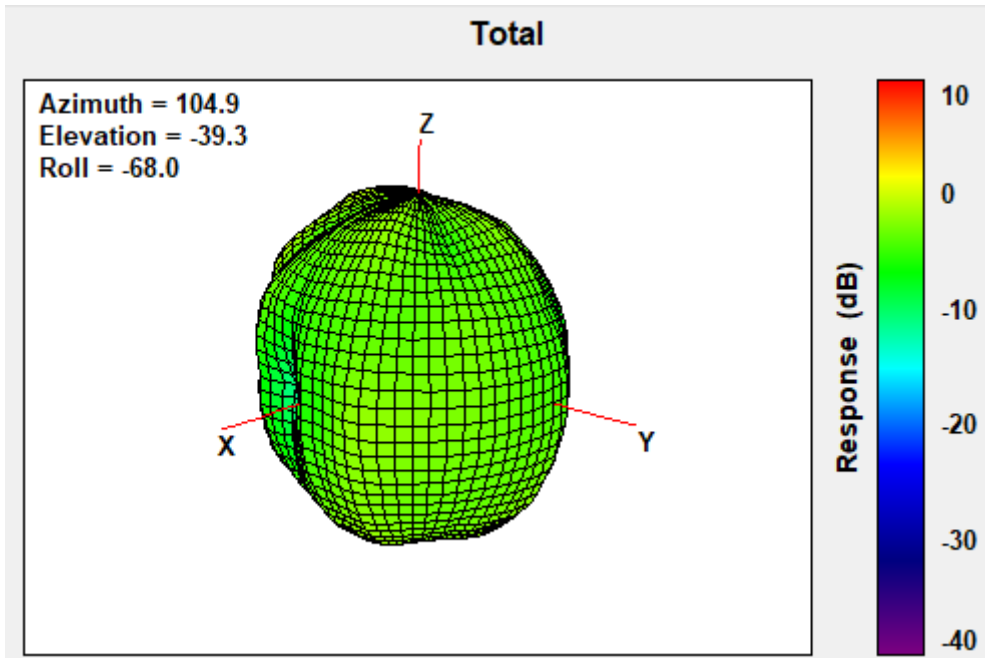 Total
Azimuth = 104.9
Elevation = -39.3
Roll = -68.0
Z
X
Y
10
0
-10
-20
-30
-40
Response (dB)